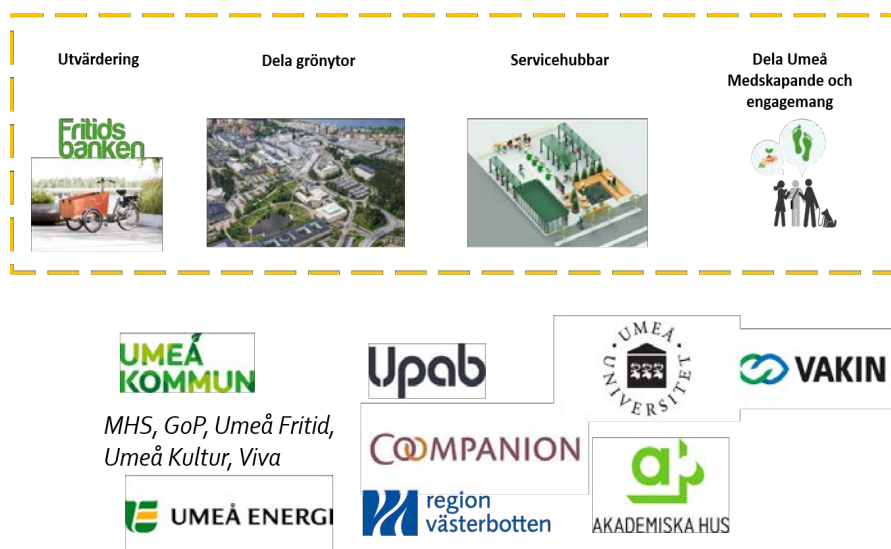 Utvärdering
Dela grönytor
Servicehubbar
Dela Umeå
Medskapande och
engagemang
Fritids
banken
UMEÅ
KOMMUN
Upab
UMEÅ
UNIVERSITET
VAKIN
MHS, GoP, Umeå Fritid,
Umeå Kultur, Viva
COOMPANION
UMEÅ ENERGI
region
västerbotten
AKADEMISKA HUS